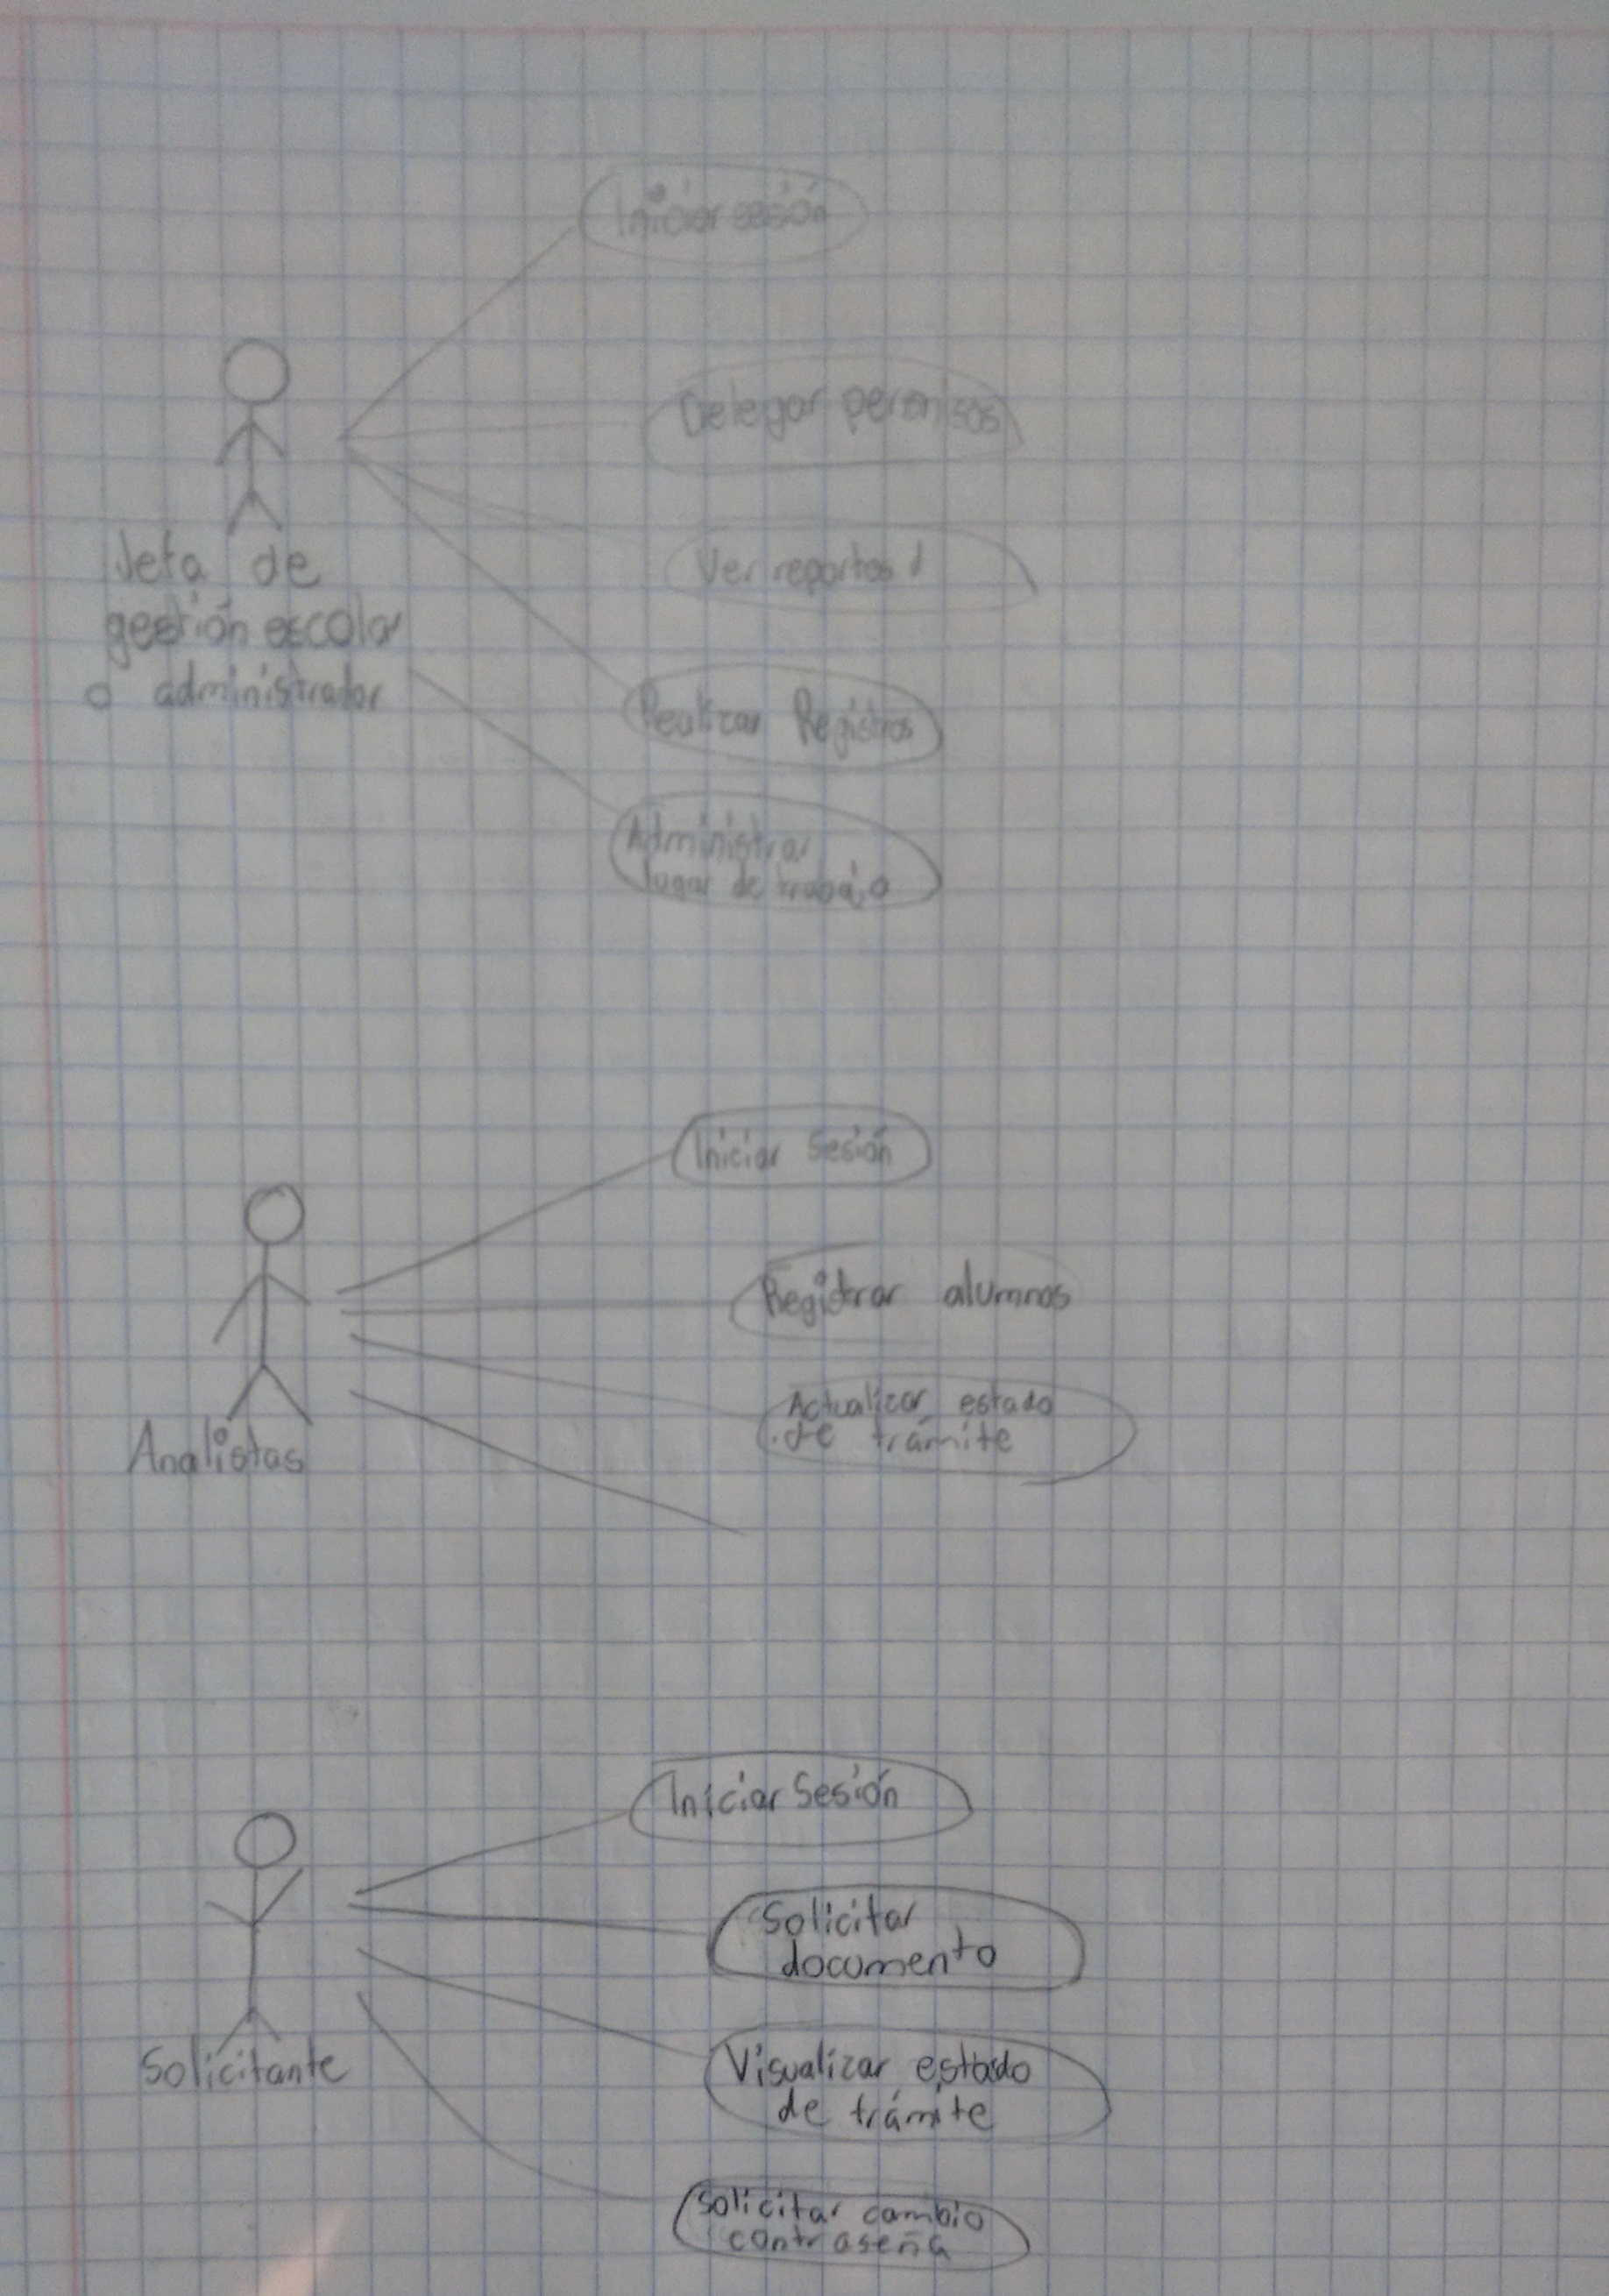 Iniciar sesión
Delegar permisos
Jefa de
gestión escolar
o administrador
Ver reportes
Realizar Registros
Administrar
lugar de trabajo
Iniciar Sesión
Registrar alumnos
Actualizar estado
de trámite
Analistas
Iniciar Sesión
Solicitar
documento
Solicitante
Visualizar estado
de trámite
Solicitar cambio
contraseña